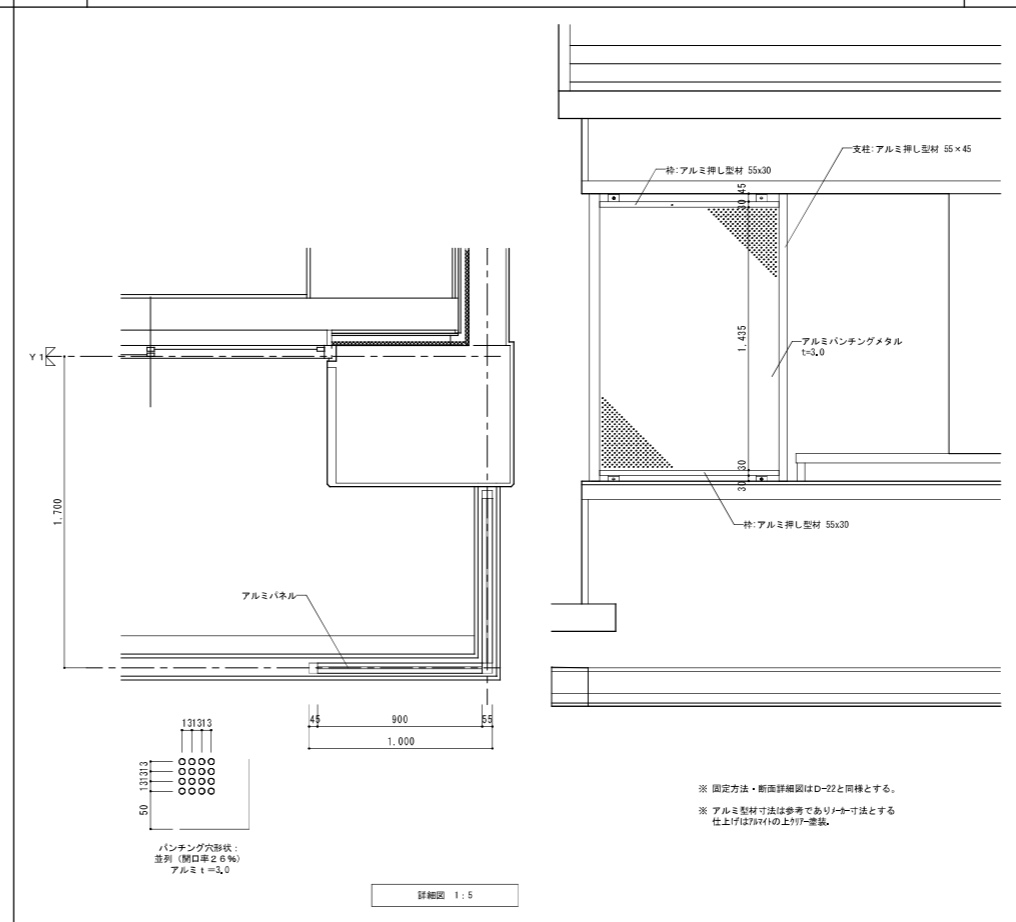 支柱:アルミ押し型材 55×45
枠:アルミ押し型材 55x30
45
30
1,435
アルミパンチングメタル
t=3.0
30
30
枠:アルミ押し型材 55x30
Y1
1,700
アルミパネル
45
900
55
1,000
131313
131313
50
パンチング穴形状:
並列(開口率26%)
アルミ t=3.0
※ 固定方法・断面詳細図はD-22と同様とする。
※ アルミ型材寸法は参考でありメーカー寸法とする
仕上げはアルマイトの上クリアー塗装。
詳細図 1:5